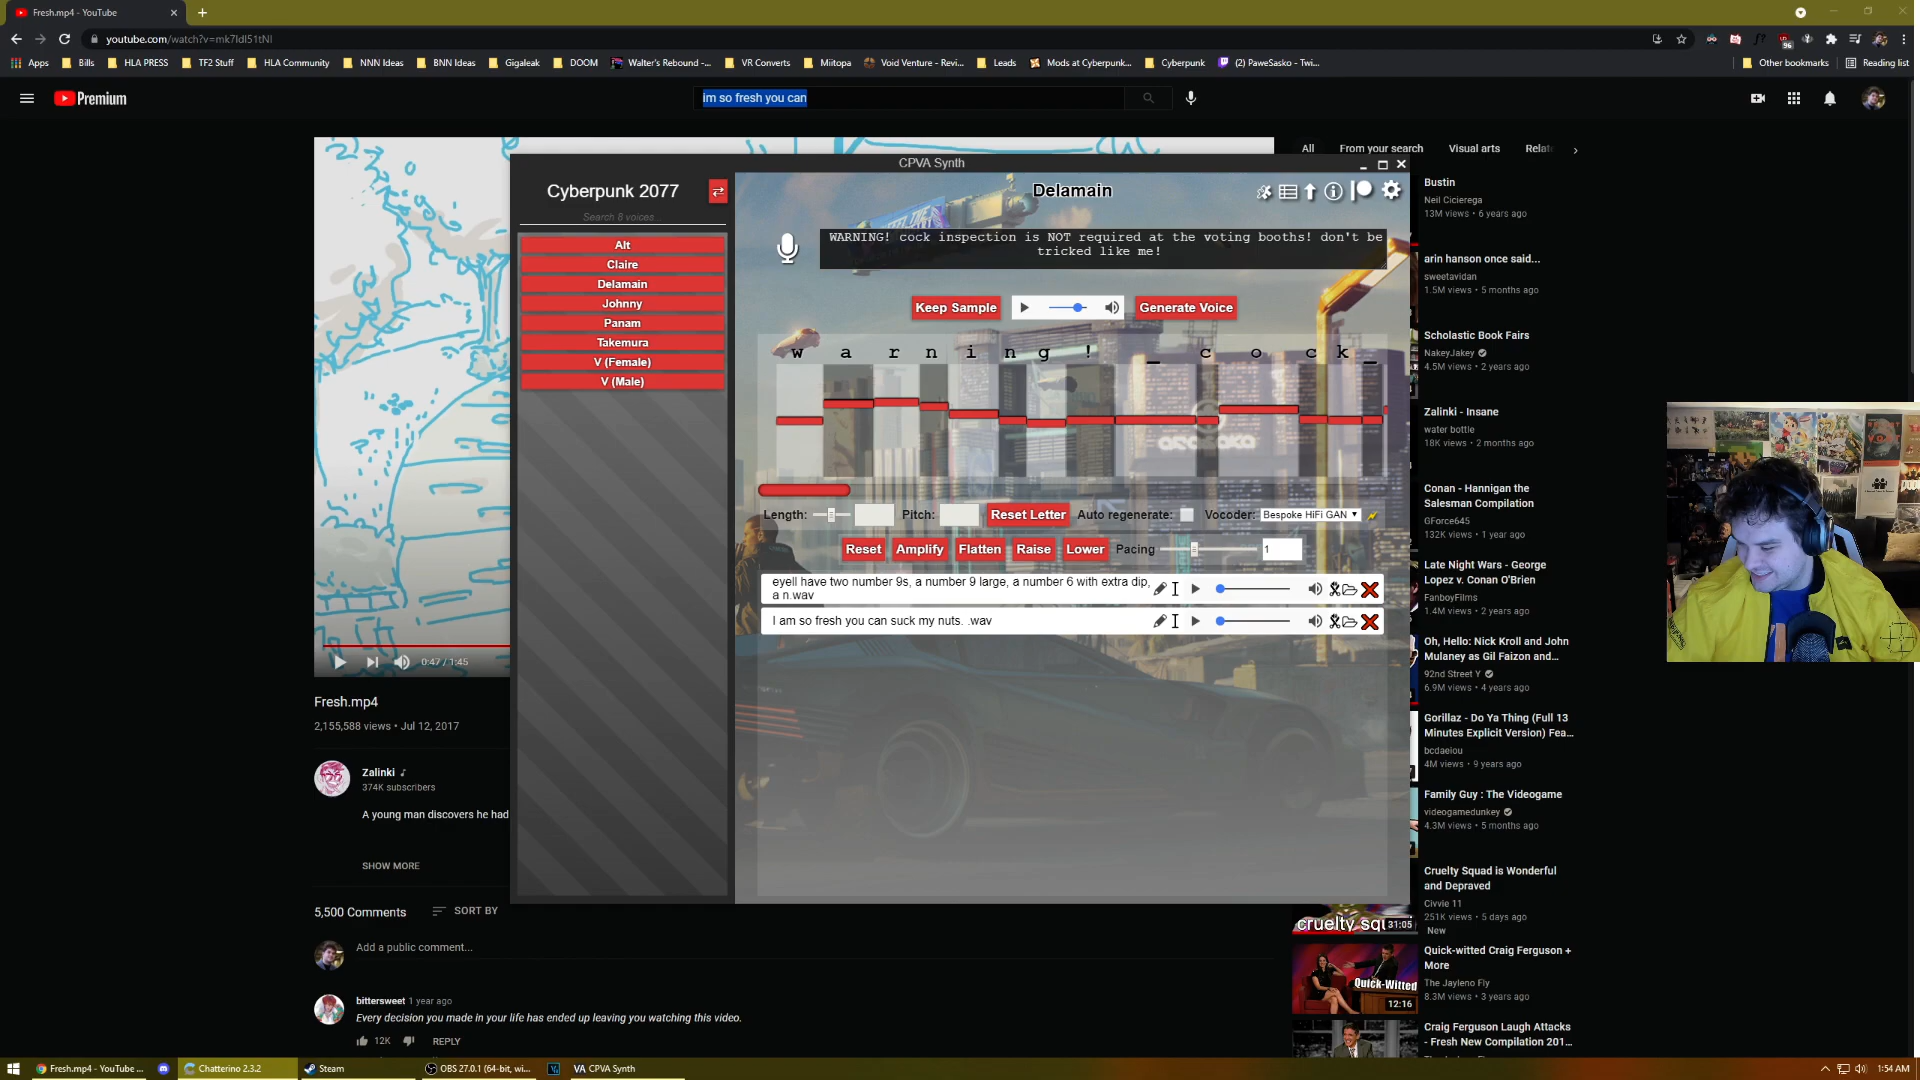 Fresh.mp4 - YouTube
youtube.com/watch?v=mk7ldl51tNI
Apps Bills HLA PRESS TF2 Stuff HLA Community NNN Ideas BNN Ideas Gigaleak DOOM Walter's Rebound -... VR Converts Miitopa Void Venture - Revi... Leads Mods at Cyberpunk... Cyberpunk (2) PaweSasko - Twi... Other bookmarks Reading list
Premium
im so fresh you can
All From your search Visual arts
CPVA Synth
Cyberpunk 2077
Search 8 voices...
Alt
Claire
Delamain
Johnny
Panam
Takemura
V (Female)
V (Male)
Delamain
WARNING! cock inspection is NOT required at the voting booths! don't be
tricked like me!
Keep Sample
Generate Voice
w a r n i n g ! _ c o c k _
arasaka
Length: Pitch: Reset Letter Auto regenerate: Vocoder: Bespoke HiFi GAN
Reset Amplify Flatten Raise Lower Pacing 1
eyell have two number 9s, a number 9 large, a number 6 with extra dip,
a n.wav
I am so fresh you can suck my nuts. .wav
0:47 / 1:45
Fresh.mp4
2,155,588 views • Jul 12, 2017
Zalinki
374K subscribers
A young man discovers he had
SHOW MORE
5,500 Comments SORT BY
Add a public comment...
bittersweet 1 year ago
Every decision you made in your life has ended up leaving you watching this video.
12K REPLY
Bustin
Neil Cicierega
13M views • 6 years ago
arin hanson once said...
sweetavidan
1.5M views • 5 months ago
Scholastic Book Fairs
NakeyJakey
4.5M views • 2 years ago
Zalinki - Insane
water bottle
18K views • 2 months ago
Conan - Hannigan the
Salesman Compilation
GForce645
132K views • 1 year ago
Late Night Wars - George
Lopez v. Conan O'Brien
FanboyFilms
1.4M views • 2 years ago
Oh, Hello: Nick Kroll and John
Mulaney as Gil Faizon and...
92nd Street Y
6.9M views • 4 years ago
Gorillaz - Do Ya Thing (Full 13
Minutes Explicit Version) Fea...
bcdaeiou
4M views • 9 years ago
Family Guy : The Videogame
videogamedunkey
4.3M views • 5 months ago
Cruelty Squad is Wonderful
and Depraved
Civvie 11
251K views • 5 days ago
New
cruelty squ
31:05
Quick-witted Craig Ferguson +
More
The Jayleno Fly
8.3M views • 3 years ago
Quick-Witted
12:16
Craig Ferguson Laugh Attacks
- Fresh New Compilation 201...
Fresh.mp4 - YouTube ... Chatterino 2.3.2 Steam OBS 27.0.1 (64-bit, wi... VA CPVA Synth 1:54 AM